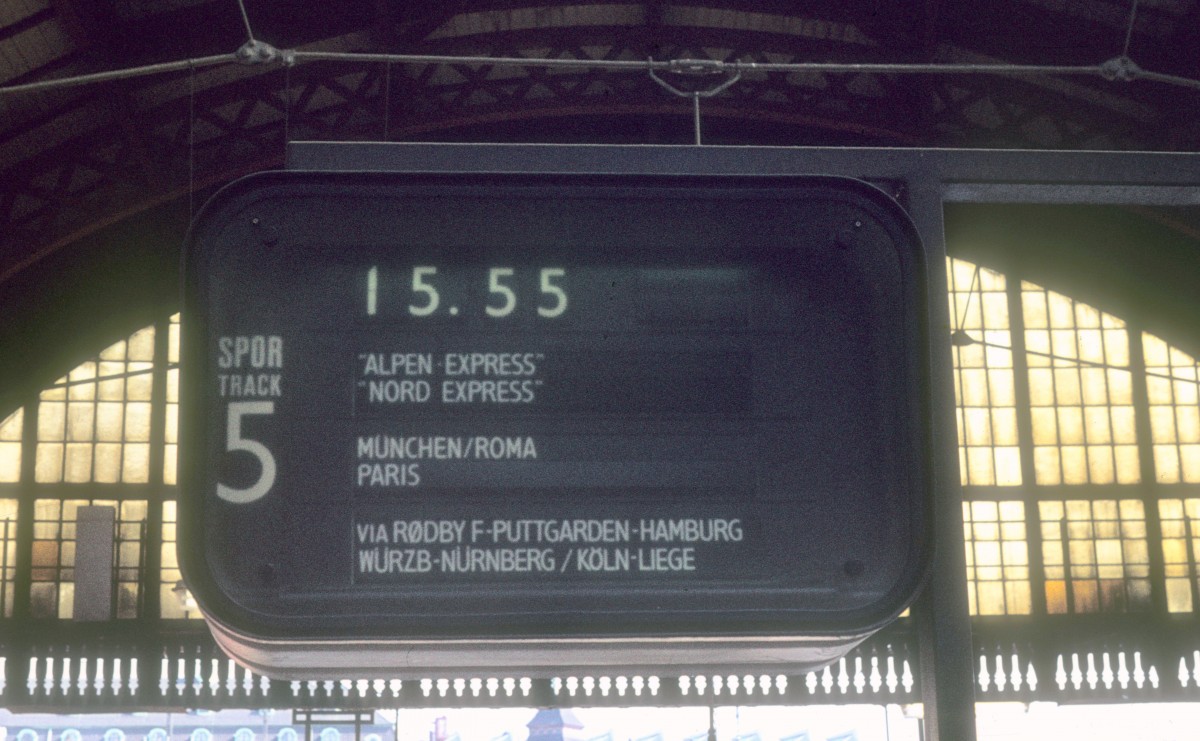 15.55
SPOR
TRACK
5
"ALPEN-EXPRESS"
"NORD EXPRESS"
MÜNCHEN/ROMA
PARIS
VIA RØDBY F-PUTTGARDEN-HAMBURG
WÜRZB-NÜRNBERG/KÖLN-LIEGE